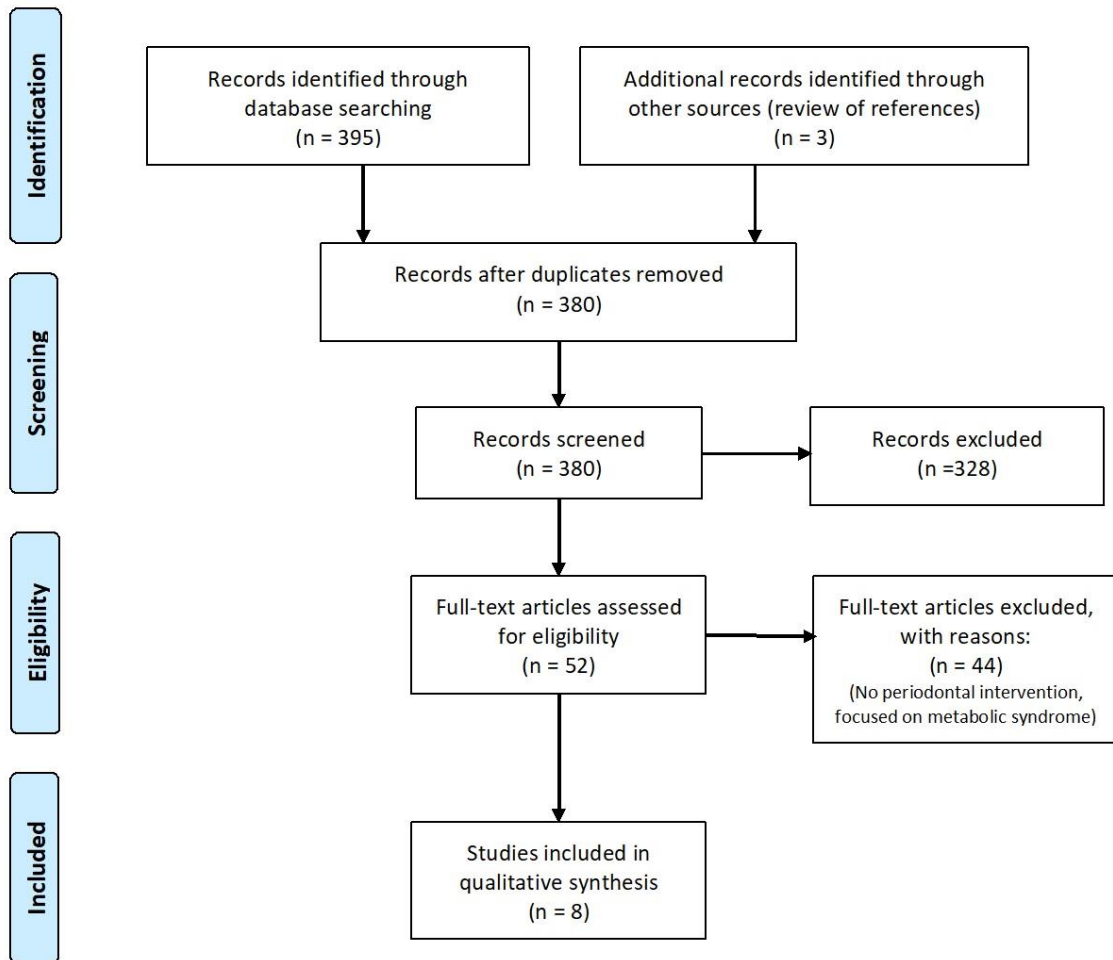 Identification
Records identified through
database searching
(n = 395)
Additional records identified through
other sources (review of references)
(n = 3)
Records after duplicates removed
(n = 380)
Screening
Records screened
(n = 380)
Records excluded
(n =328)
Eligibility
Full-text articles assessed
for eligibility
(n = 52)
Full-text articles excluded,
with reasons:
(n = 44)
(No periodontal intervention,
focused on metabolic syndrome)
Included
Studies included in
qualitative synthesis
(n = 8)